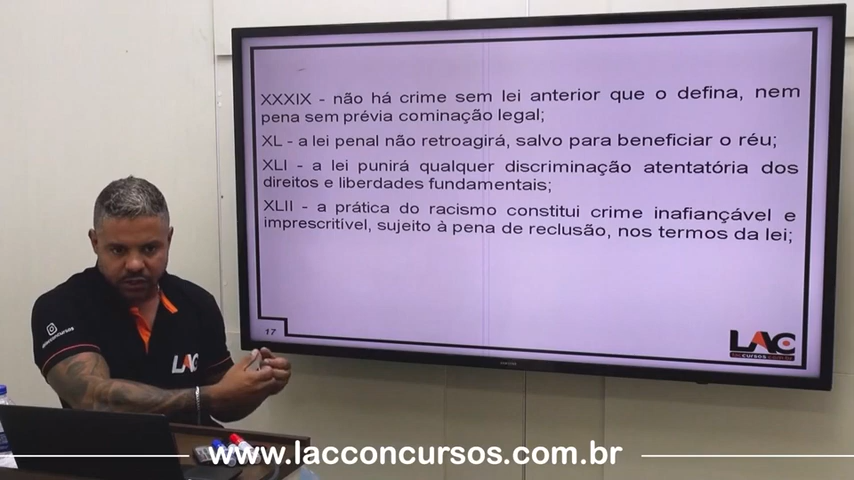 XXXIX - não há crime sem lei anterior que o defina, nem
pena sem prévia cominação legal;
XL - a lei penal não retroagirá, salvo para beneficiar o réu;
XLI - a lei punirá qualquer discriminação atentatória dos
direitos e liberdades fundamentais;
XLII - a prática do racismo constitui crime inafiançável e
imprescritível, sujeito à pena de reclusão, nos termos da lei;
17
LAC
LAC
www.lacconcursos.com.br